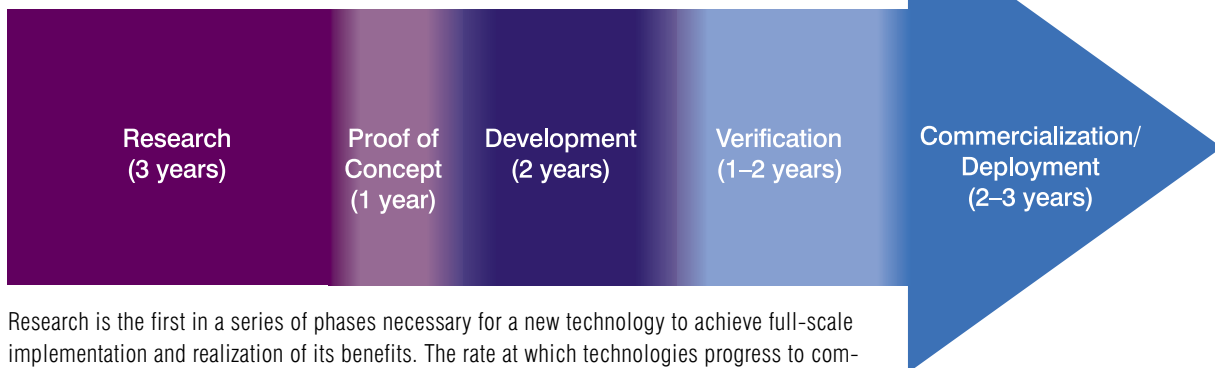 Research
(3 years)
Proof of
Concept
(1 year)
Development
(2 years)
Verification
(1–2 years)
Commercialization/
Deployment
(2–3 years)
Research is the first in a series of phases necessary for a new technology to achieve full-scale
implementation and realization of its benefits. The rate at which technologies progress to com-